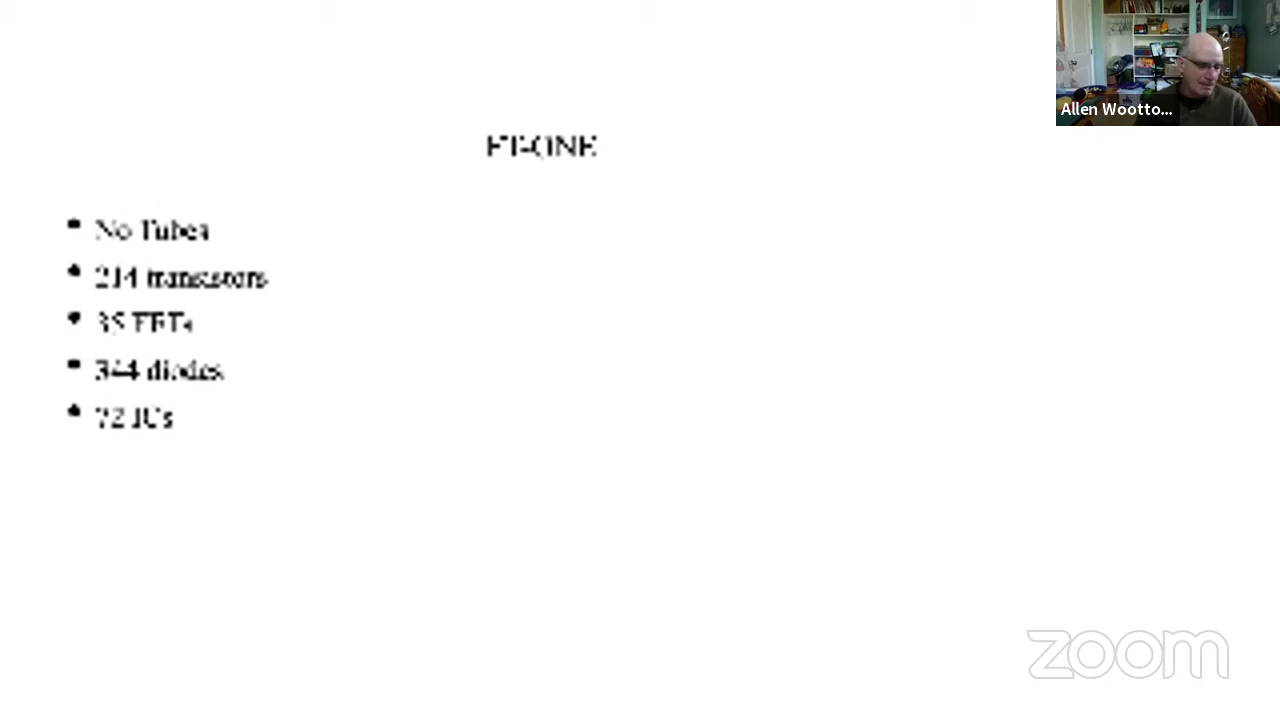 FT-ONE
• No Tubes
• 214 transistors
• 35 FETs
• 344 diodes
• 72 ICs
Allen Wootto...
zoom